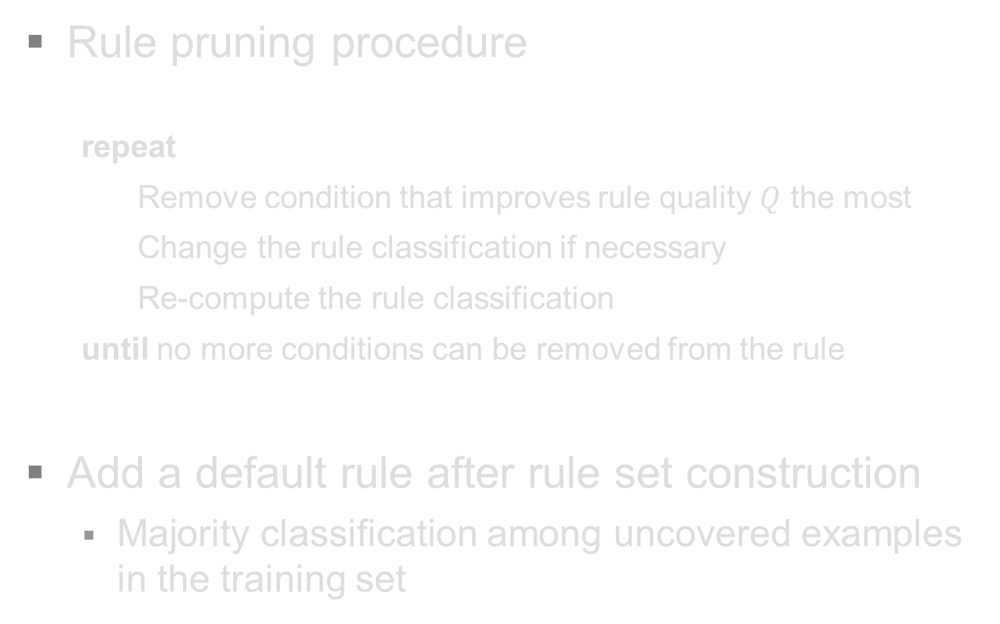 ▪ Rule pruning procedure
repeat
Remove condition that improves rule quality 𝑄 the most
Change the rule classification if necessary
Re-compute the rule classification
until no more conditions can be removed from the rule
▪ Add a default rule after rule set construction
▪ Majority classification among uncovered examples
in the training set